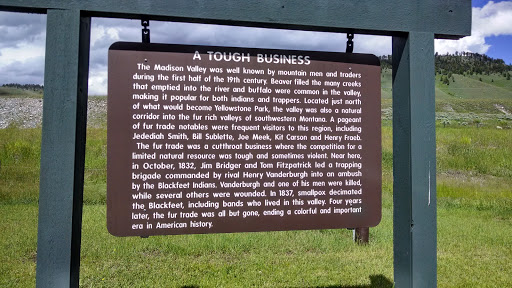 A TOUGH BUSINESS
The Madison Valley was well known by mountain men and traders
during the first half of the 19th century. Beaver filled the many creeks
that emptied into the river and buffalo were common in the valley,
making it popular for both indians and trappers. Located just north
of what would become Yellowstone Park, the valley was also a natural
corridor into the fur rich valleys of southwestern Montana. A pageant
of fur trade notables were frequent visitors to this region, including
Jedediah Smith, Bill Sublette, Joe Meek, Kit Carson and Henry Fraeb.
The fur trade was a cutthroat business where the competition for a
limited natural resource was tough and sometimes violent. Near here,
in October, 1832, Jim Bridger and Tom Fitzpatrick led a trapping
brigade commanded by rival Henry Vanderburgh into an ambush
by the Blackfeet Indians. Vanderburgh and one of his men were killed,
while several others were wounded. In 1837, smallpox decimated
the Blackfeet, including bands who lived in this valley. Four years
later, the fur trade was all but gone, ending a colorful and important
era in American history.